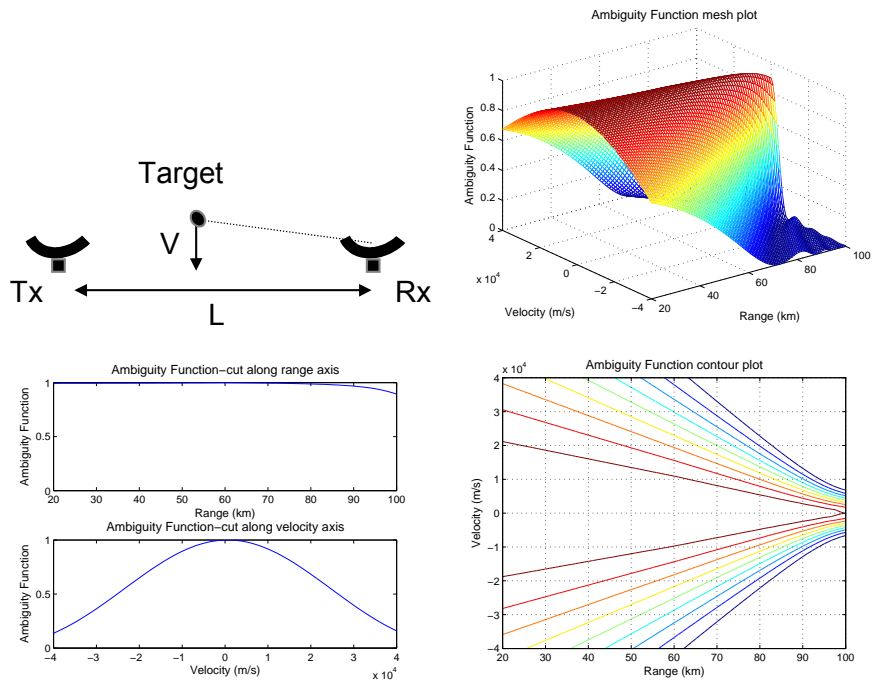 Target
V
Tx
Rx
L
Ambiguity Function mesh plot
Ambiguity Function
1
0.8
0.6
0.4
0.2
0
4
2
0
−2
−4
x 10^4
Velocity (m/s)
20
40
60
80
100
Range (km)
Ambiguity Function−cut along range axis
Ambiguity Function
1
0.5
0
20 30 40 50 60 70 80 90 100
Range (km)
Ambiguity Function−cut along velocity axis
Ambiguity Function
1
0.5
0
−4 −3 −2 −1 0 1 2 3 4
x 10^4
Velocity (m/s)
Ambiguity Function contour plot
x 10^4
Velocity (m/s)
4
3
2
1
0
−1
−2
−3
−4
20 30 40 50 60 70 80 90 100
Range (km)